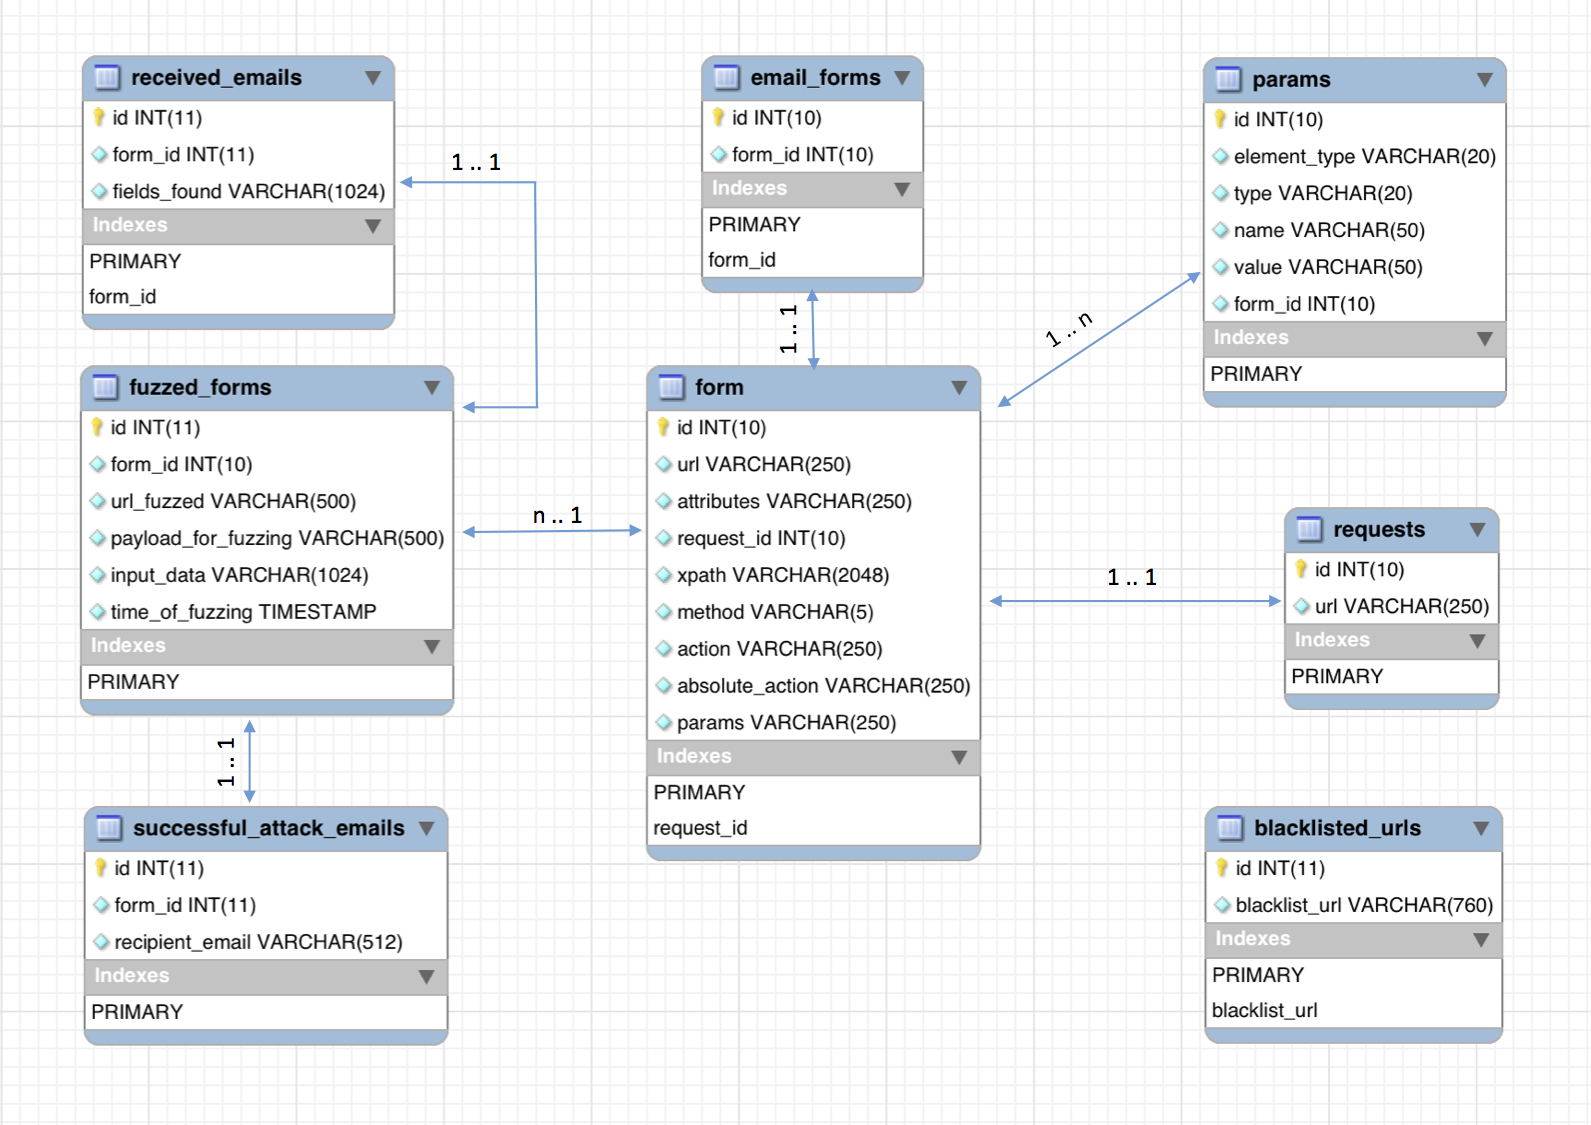 received_emails
id INT(11)
form_id INT(11)
fields_found VARCHAR(1024)
Indexes
PRIMARY
form_id
1 .. 1
email_forms
id INT(10)
form_id INT(10)
Indexes
PRIMARY
form_id
1 .. 1
params
id INT(10)
element_type VARCHAR(20)
type VARCHAR(20)
name VARCHAR(50)
value VARCHAR(50)
form_id INT(10)
Indexes
PRIMARY
1 .. n
fuzzed_forms
id INT(11)
form_id INT(10)
url_fuzzed VARCHAR(500)
payload_for_fuzzing VARCHAR(500)
input_data VARCHAR(1024)
time_of_fuzzing TIMESTAMP
Indexes
PRIMARY
n .. 1
form
id INT(10)
url VARCHAR(250)
attributes VARCHAR(250)
request_id INT(10)
xpath VARCHAR(2048)
method VARCHAR(5)
action VARCHAR(250)
absolute_action VARCHAR(250)
params VARCHAR(250)
Indexes
PRIMARY
request_id
1 .. 1
requests
id INT(10)
url VARCHAR(250)
Indexes
PRIMARY
1 .. 1
successful_attack_emails
id INT(11)
form_id INT(11)
recipient_email VARCHAR(512)
Indexes
PRIMARY
blacklisted_urls
id INT(11)
blacklist_url VARCHAR(760)
Indexes
PRIMARY
blacklist_url